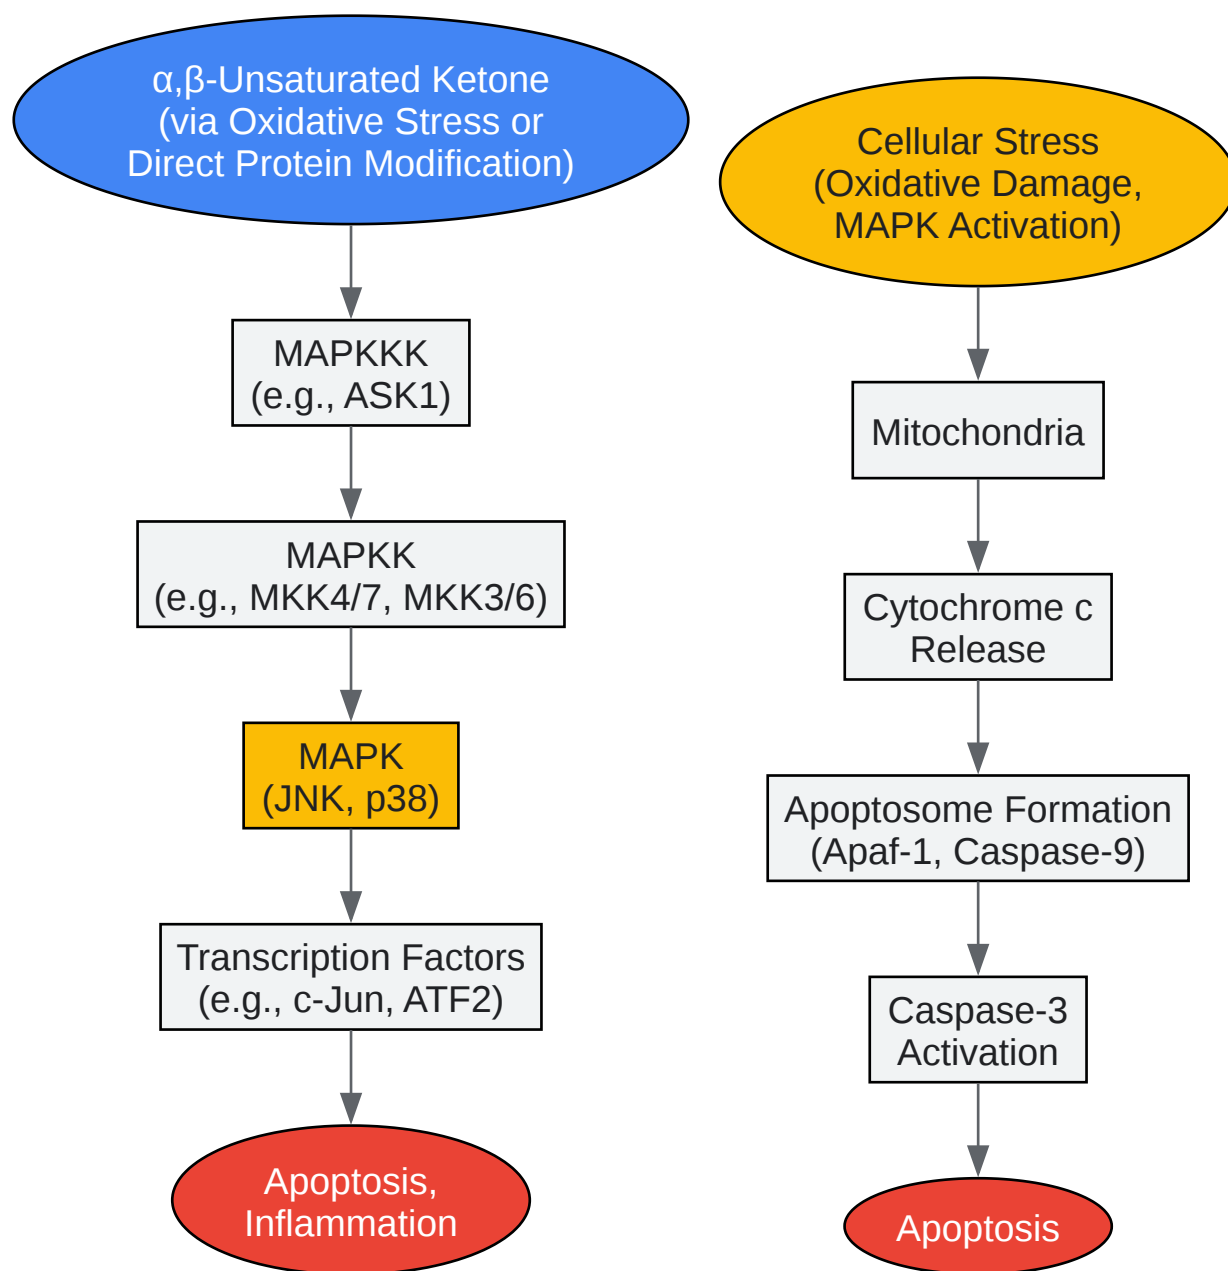 α,β-Unsaturated Ketone
(via Oxidative Stress or
Direct Protein Modification)
MAPKKK
(e.g., ASK1)
MAPKK
(e.g., MKK4/7, MKK3/6)
MAPK
(JNK, p38)
Transcription Factors
(e.g., c-Jun, ATF2)
Apoptosis,
Inflammation
Cellular Stress
(Oxidative Damage,
MAPK Activation)
Mitochondria
Cytochrome c
Release
Apoptosome Formation
(Apaf-1, Caspase-9)
Caspase-3
Activation
Apoptosis